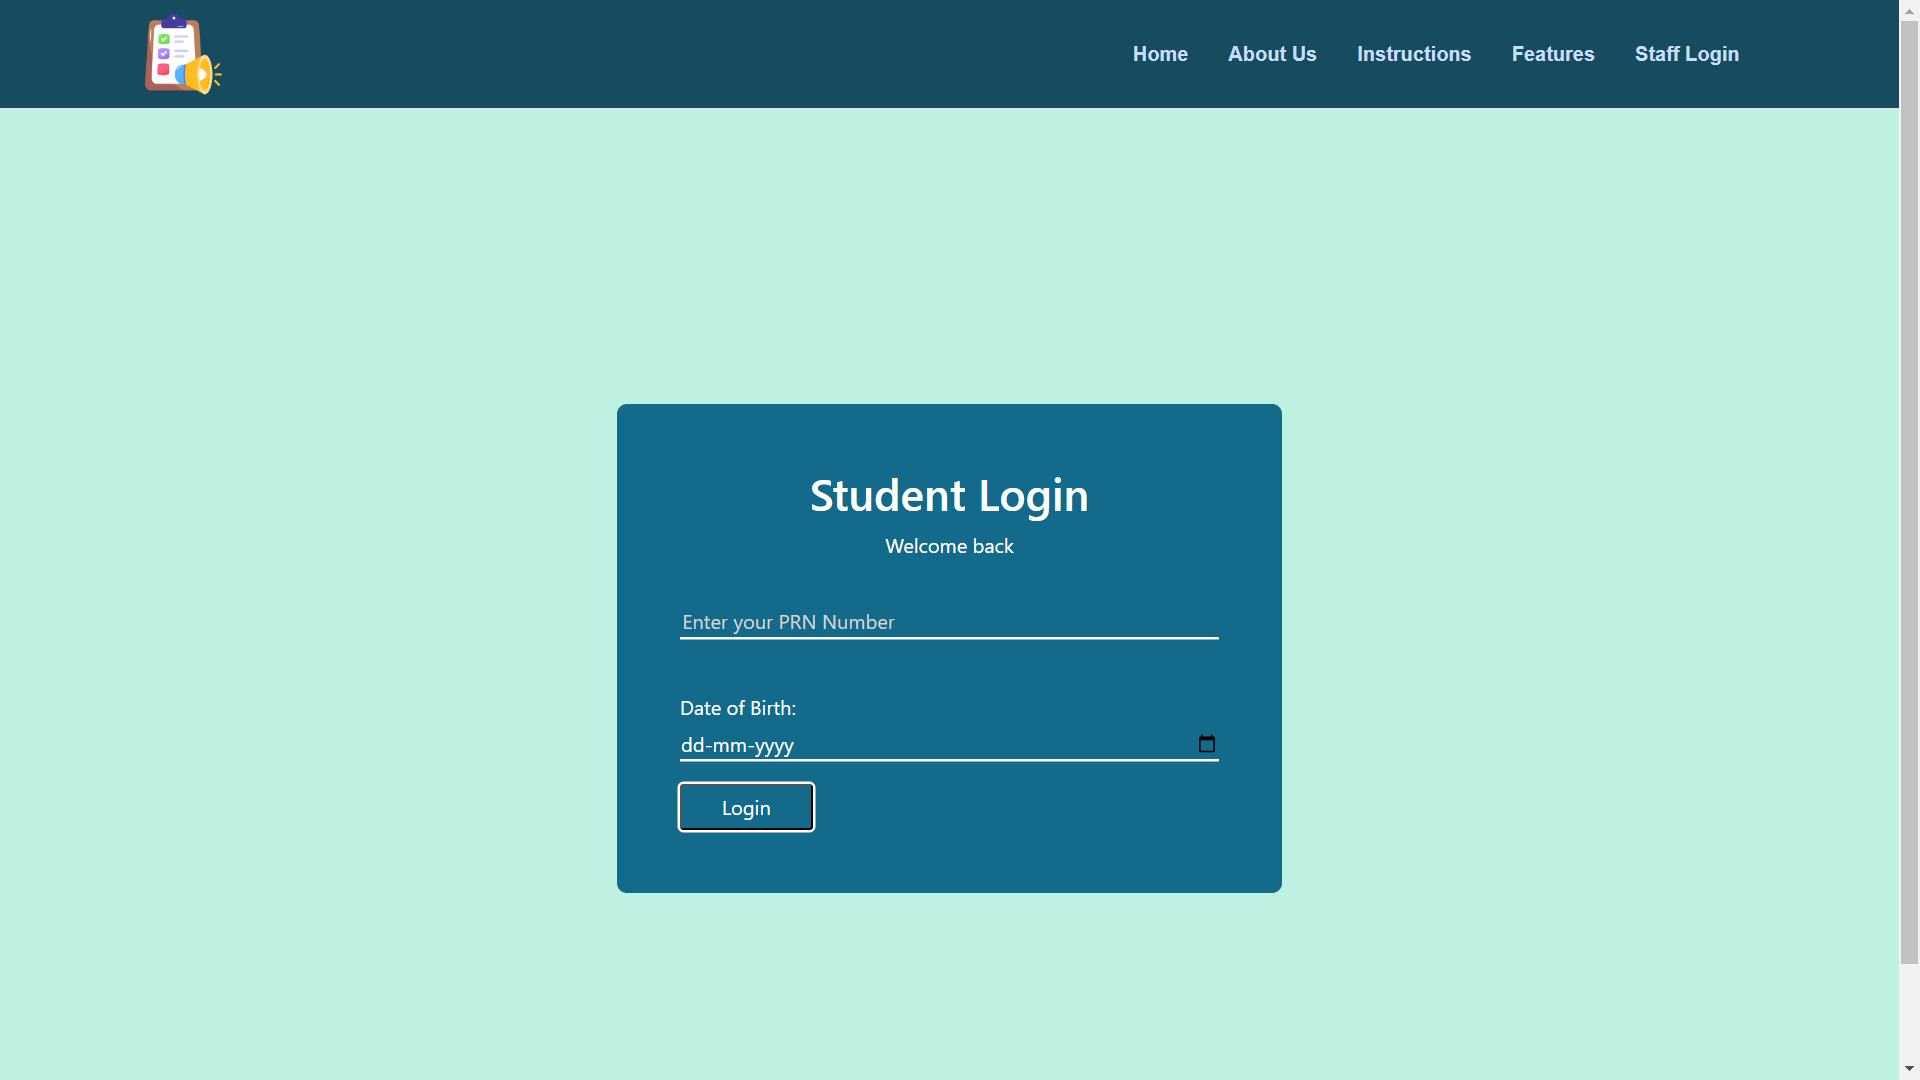 Home About Us Instructions Features Staff Login
Student Login
Welcome back
Enter your PRN Number
Date of Birth:
dd-mm-yyyy
Login